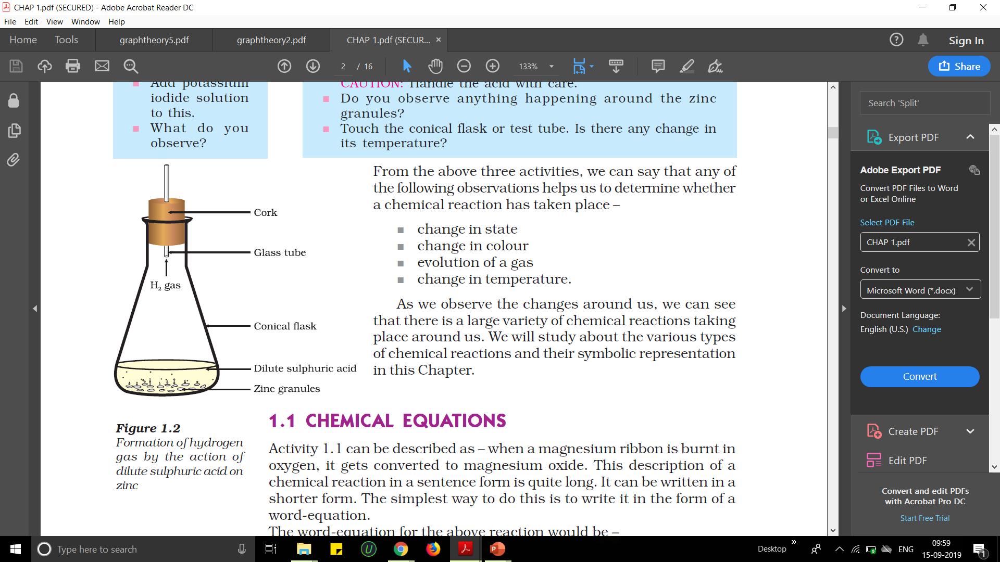 CHAP 1.pdf (SECURED) - Adobe Acrobat Reader DC
File Edit View Window Help
Home Tools graphtheory5.pdf graphtheory2.pdf CHAP 1.pdf (SECUR... × ? Sign In
2 / 16 133% Share
Add potassium
iodide solution
to this.
What do you
observe?
CAUTION: Handle the acid with care.
Do you observe anything happening around the zinc
granules?
Touch the conical flask or test tube. Is there any change in
its temperature?
Cork
Glass tube
H₂ gas
Conical flask
Dilute sulphuric acid
Zinc granules
Figure 1.2
Formation of hydrogen
gas by the action of
dilute sulphuric acid on
zinc
From the above three activities, we can say that any of
the following observations helps us to determine whether
a chemical reaction has taken place –
change in state
change in colour
evolution of a gas
change in temperature.
As we observe the changes around us, we can see
that there is a large variety of chemical reactions taking
place around us. We will study about the various types
of chemical reactions and their symbolic representation
in this Chapter.
1.1 CHEMICAL EQUATIONS
Activity 1.1 can be described as – when a magnesium ribbon is burnt in
oxygen, it gets converted to magnesium oxide. This description of a
chemical reaction in a sentence form is quite long. It can be written in a
shorter form. The simplest way to do this is to write it in the form of a
word-equation.
The word-equation for the above reaction would be –
Search 'Split'
Export PDF
Adobe Export PDF
Convert PDF Files to Word
or Excel Online
Select PDF File
CHAP 1.pdf
Convert to
Microsoft Word (*.docx)
Document Language:
English (U.S.) Change
Convert
Create PDF
Edit PDF
Convert and edit PDFs
with Acrobat Pro DC
Start Free Trial
Type here to search
Desktop
ENG
09:59
15-09-2019
1